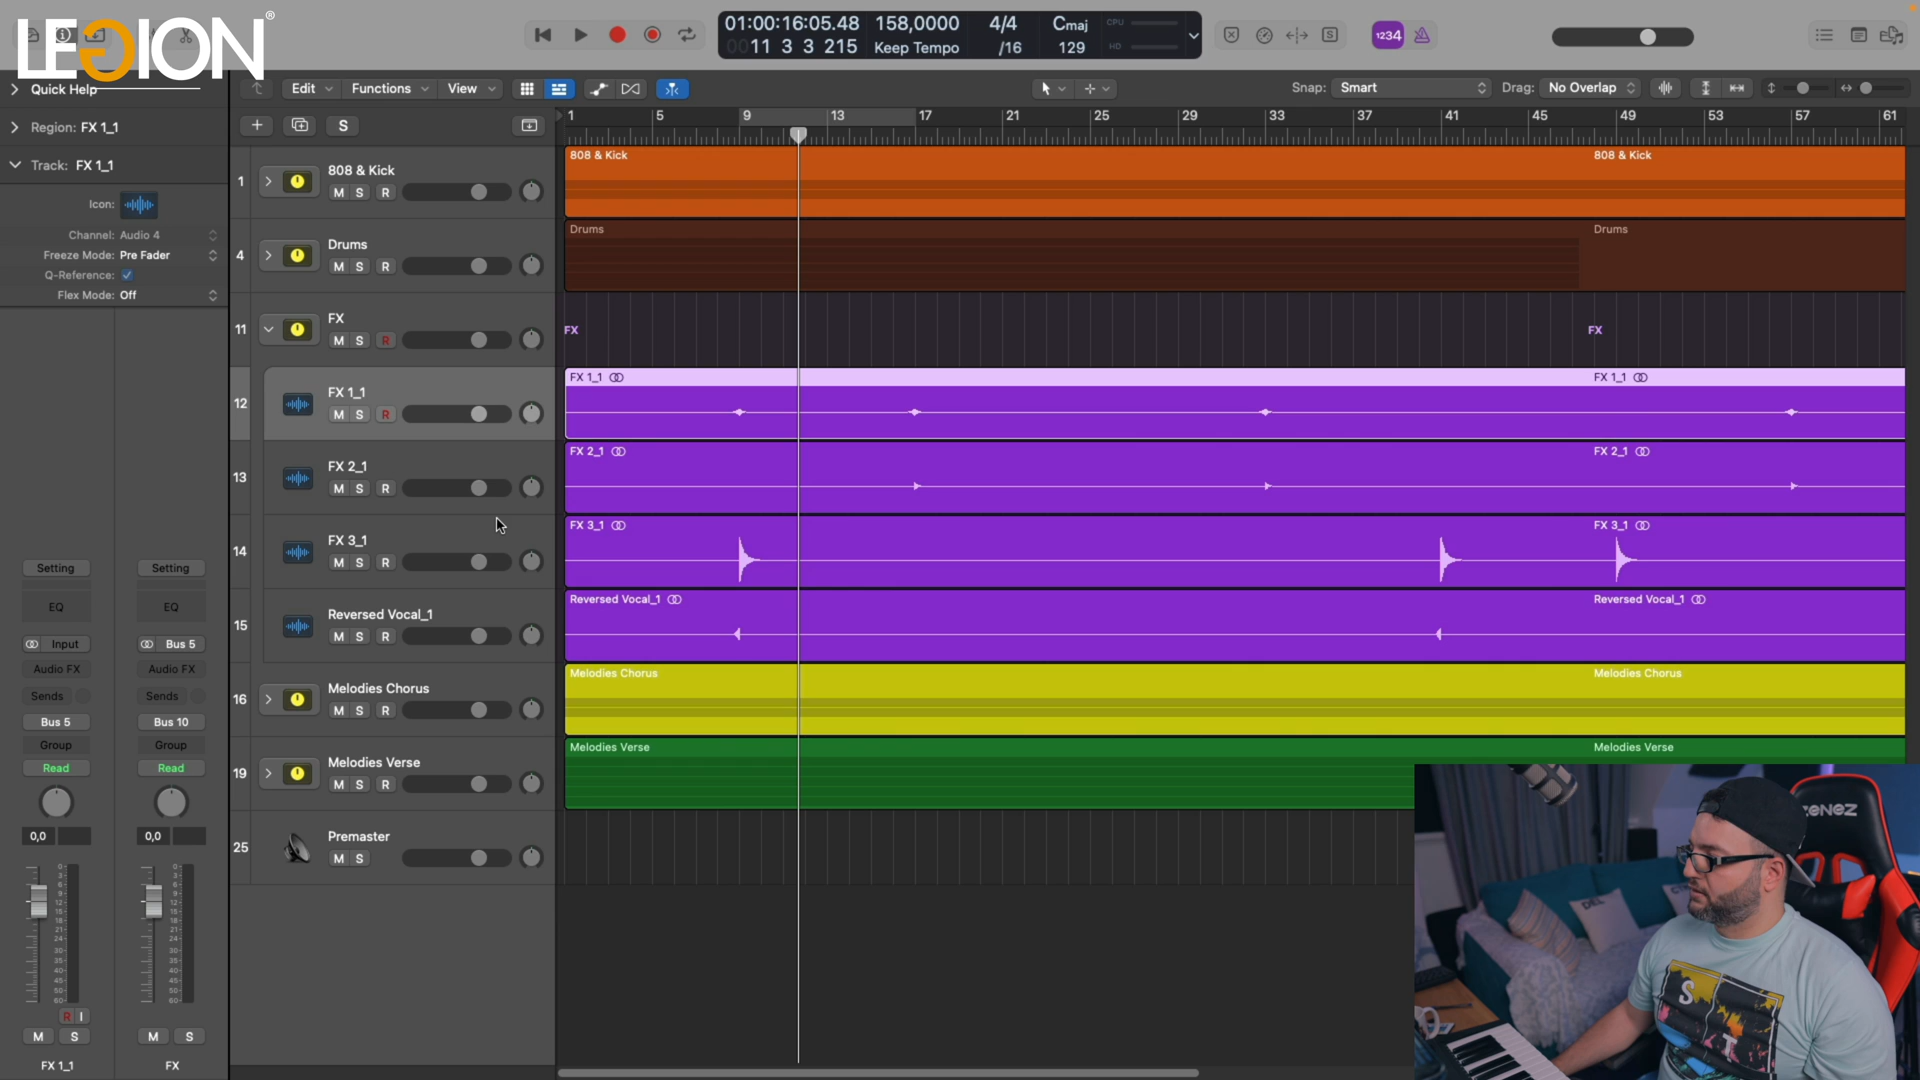 LEGION®
01:00:16:05.48
158,0000
4/4
Cmaj
CPU
0011 3 3 215
Keep Tempo
/16
129
HD
1234
Quick Help
Edit
Functions
View
Snap: Smart
Drag: No Overlap
Region: FX 1_1
Track: FX 1_1
Icon:
Channel: Audio 4
Freeze Mode: Pre Fader
Q-Reference:
Flex Mode: Off
S
1 5 9 13 17 21 25 29 33 37 41 45 49 53 57 61
1
808 & Kick
M S R
808 & Kick
808 & Kick
4
Drums
M S R
Drums
Drums
11
FX
M S R
FX
FX
12
FX 1_1
M S R
FX 1_1
FX 1_1
13
FX 2_1
M S R
FX 2_1
FX 2_1
14
FX 3_1
M S R
FX 3_1
FX 3_1
15
Reversed Vocal_1
M S R
Reversed Vocal_1
Reversed Vocal_1
16
Melodies Chorus
M S R
Melodies Chorus
Melodies Chorus
19
Melodies Verse
M S R
Melodies Verse
Melodies Verse
25
Premaster
M S
Setting Setting
EQ EQ
Input Bus 5
Audio FX Audio FX
Sends Sends
Bus 5 Bus 10
Group Group
Read Read
0,0 0,0
R I
M S M S
FX 1_1 FX